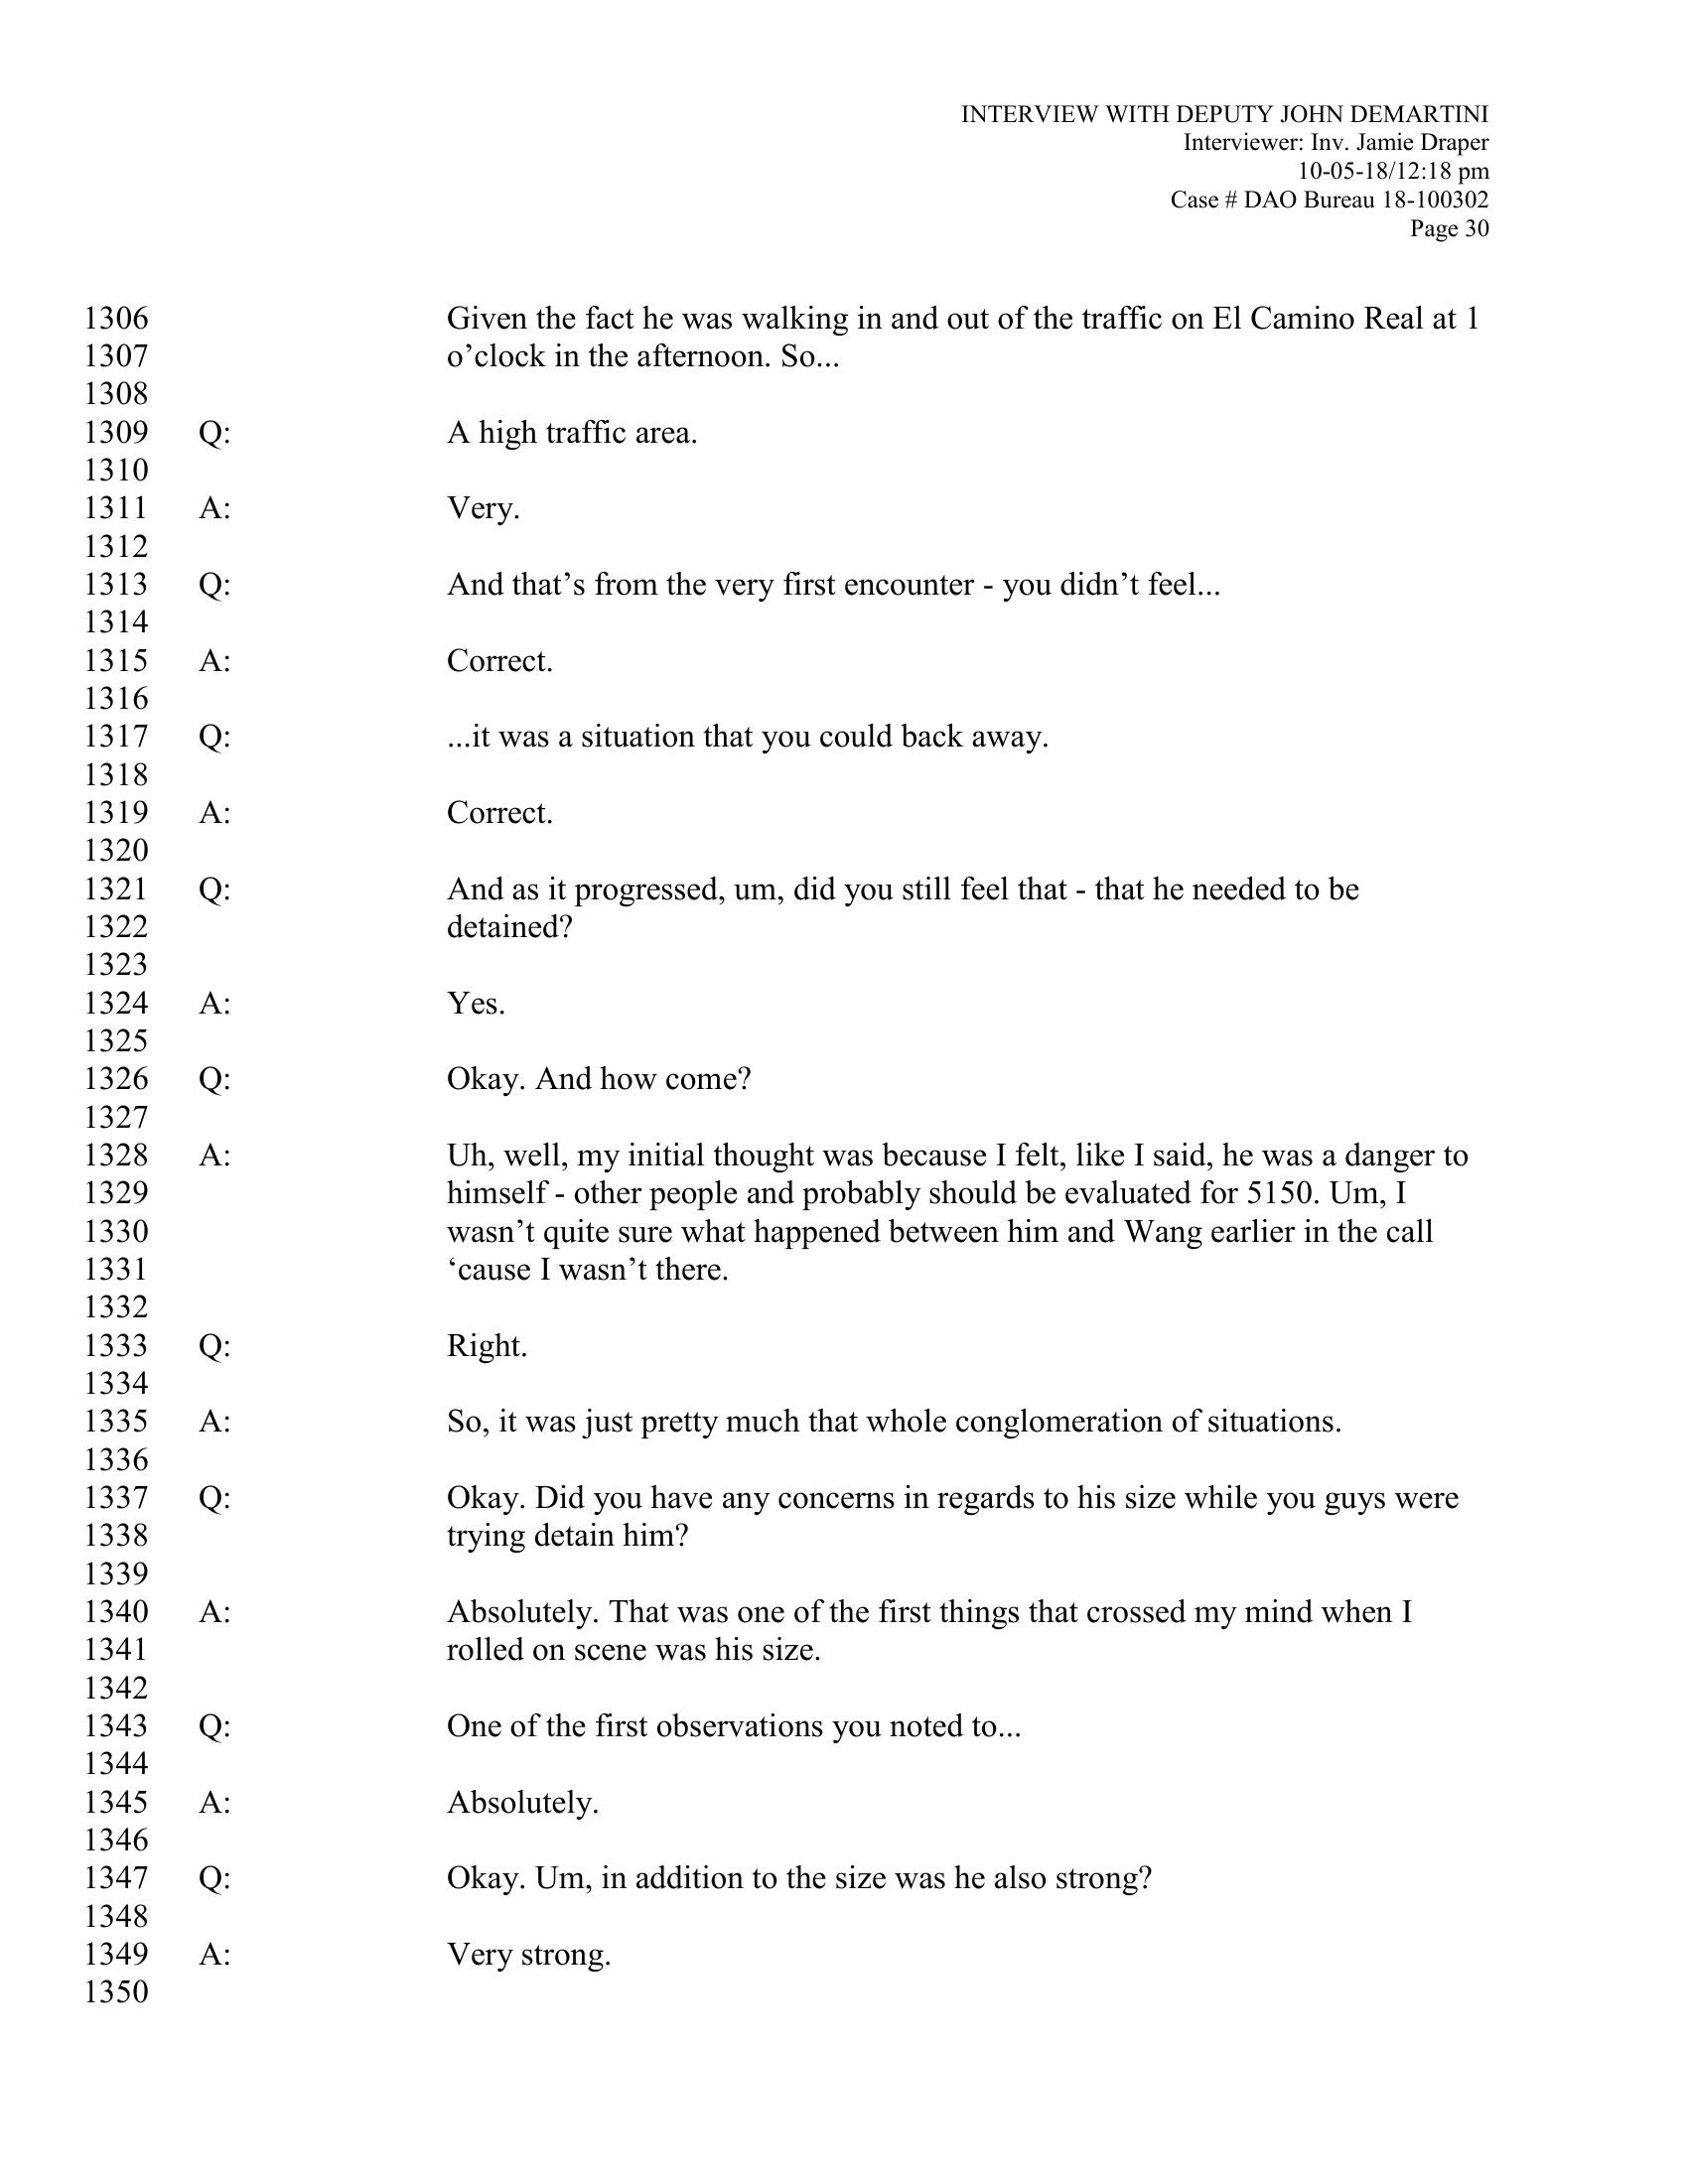 INTERVIEW WITH DEPUTY JOHN DEMARTINI
Interviewer: Inv. Jamie Draper
10-05-18/12:18 pm
Case # DAO Bureau 18-100302
Page 30
1306 Given the fact he was walking in and out of the traffic on El Camino Real at 1
1307 o’clock in the afternoon. So...
1308
1309 Q: A high traffic area.
1310
1311 A: Very.
1312
1313 Q: And that’s from the very first encounter - you didn’t feel...
1314
1315 A: Correct.
1316
1317 Q: ...it was a situation that you could back away.
1318
1319 A: Correct.
1320
1321 Q: And as it progressed, um, did you still feel that - that he needed to be
1322 detained?
1323
1324 A: Yes.
1325
1326 Q: Okay. And how come?
1327
1328 A: Uh, well, my initial thought was because I felt, like I said, he was a danger to
1329 himself - other people and probably should be evaluated for 5150. Um, I
1330 wasn’t quite sure what happened between him and Wang earlier in the call
1331 ‘cause I wasn’t there.
1332
1333 Q: Right.
1334
1335 A: So, it was just pretty much that whole conglomeration of situations.
1336
1337 Q: Okay. Did you have any concerns in regards to his size while you guys were
1338 trying detain him?
1339
1340 A: Absolutely. That was one of the first things that crossed my mind when I
1341 rolled on scene was his size.
1342
1343 Q: One of the first observations you noted to...
1344
1345 A: Absolutely.
1346
1347 Q: Okay. Um, in addition to the size was he also strong?
1348
1349 A: Very strong.
1350